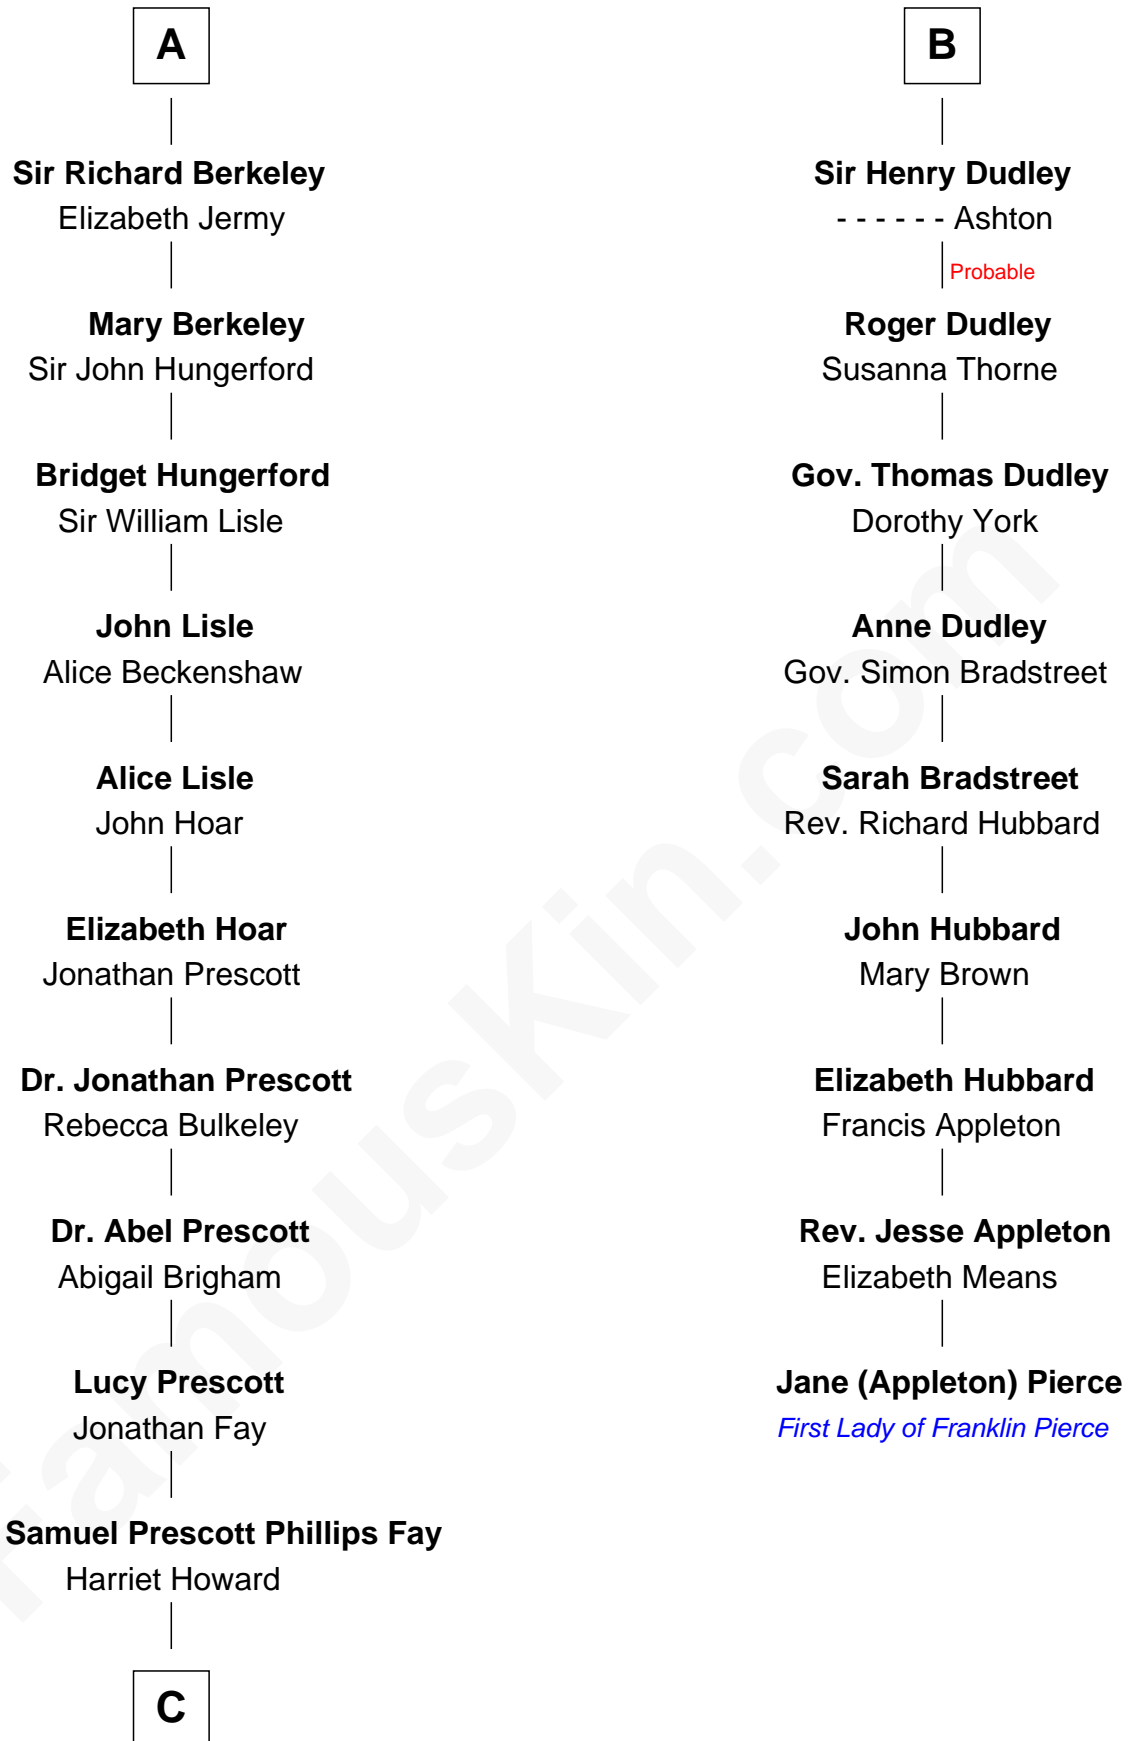 A
Sir Richard Berkeley
Elizabeth Jermy
Mary Berkeley
Sir John Hungerford
Bridget Hungerford
Sir William Lisle
John Lisle
Alice Beckenshaw
Alice Lisle
John Hoar
Elizabeth Hoar
Jonathan Prescott
Dr. Jonathan Prescott
Rebecca Bulkeley
Dr. Abel Prescott
Abigail Brigham
Lucy Prescott
Jonathan Fay
Samuel Prescott Phillips Fay
Harriet Howard
C
B
Sir Henry Dudley
- - - - - - Ashton
Probable
Roger Dudley
Susanna Thorne
Gov. Thomas Dudley
Dorothy York
Anne Dudley
Gov. Simon Bradstreet
Sarah Bradstreet
Rev. Richard Hubbard
John Hubbard
Mary Brown
Elizabeth Hubbard
Francis Appleton
Rev. Jesse Appleton
Elizabeth Means
Jane (Appleton) Pierce
First Lady of Franklin Pierce
FamousKin.com